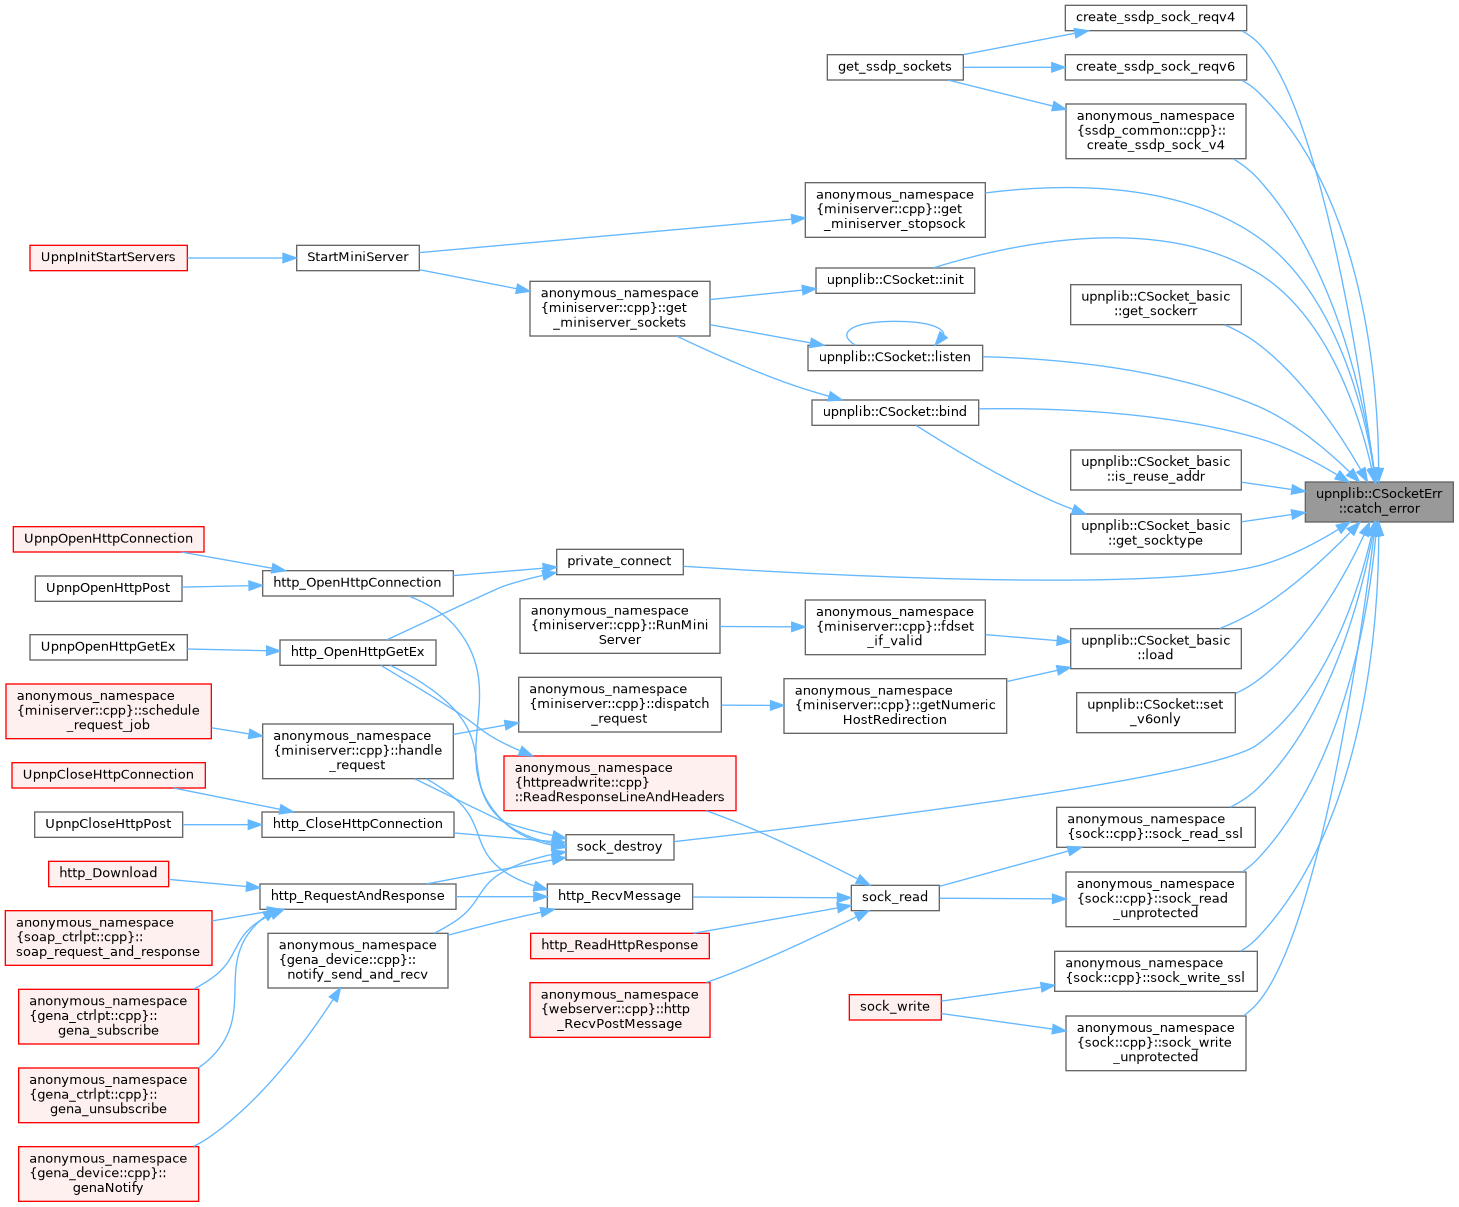 create_ssdp_sock_reqv4
get_ssdp_sockets
create_ssdp_sock_reqv6
anonymous_namespace
{ssdp_common::cpp}::
create_ssdp_sock_v4
anonymous_namespace
{miniserver::cpp}::get
_miniserver_stopsock
UpnpInitStartServers
StartMiniServer
upnplib::CSocket::init
anonymous_namespace
{miniserver::cpp}::get
_miniserver_sockets
upnplib::CSocket_basic
::get_sockerr
upnplib::CSocket::listen
upnplib::CSocket::bind
upnplib::CSocket_basic
::is_reuse_addr
upnplib::CSocketErr
::catch_error
upnplib::CSocket_basic
::get_socktype
UpnpOpenHttpConnection
private_connect
http_OpenHttpConnection
UpnpOpenHttpPost
anonymous_namespace
{miniserver::cpp}::RunMini
Server
anonymous_namespace
{miniserver::cpp}::fdset
_if_valid
UpnpOpenHttpGetEx
http_OpenHttpGetEx
upnplib::CSocket_basic
::load
anonymous_namespace
{miniserver::cpp}::schedule
_request_job
anonymous_namespace
{miniserver::cpp}::dispatch
_request
anonymous_namespace
{miniserver::cpp}::getNumeric
HostRedirection
upnplib::CSocket::set
_v6only
anonymous_namespace
{miniserver::cpp}::handle
_request
UpnpCloseHttpConnection
anonymous_namespace
{httpreadwrite::cpp}
::ReadResponseLineAndHeaders
UpnpCloseHttpPost
http_CloseHttpConnection
anonymous_namespace
{sock::cpp}::sock_read_ssl
sock_destroy
http_Download
http_RequestAndResponse
http_RecvMessage
sock_read
anonymous_namespace
{sock::cpp}::sock_read
_unprotected
anonymous_namespace
{soap_ctrlpt::cpp}::
soap_request_and_response
anonymous_namespace
{gena_device::cpp}::
notify_send_and_recv
http_ReadHttpResponse
anonymous_namespace
{sock::cpp}::sock_write_ssl
anonymous_namespace
{gena_ctrlpt::cpp}::
gena_subscribe
anonymous_namespace
{webserver::cpp}::http
_RecvPostMessage
sock_write
anonymous_namespace
{sock::cpp}::sock_write
_unprotected
anonymous_namespace
{gena_ctrlpt::cpp}::
gena_unsubscribe
anonymous_namespace
{gena_device::cpp}::
genaNotify